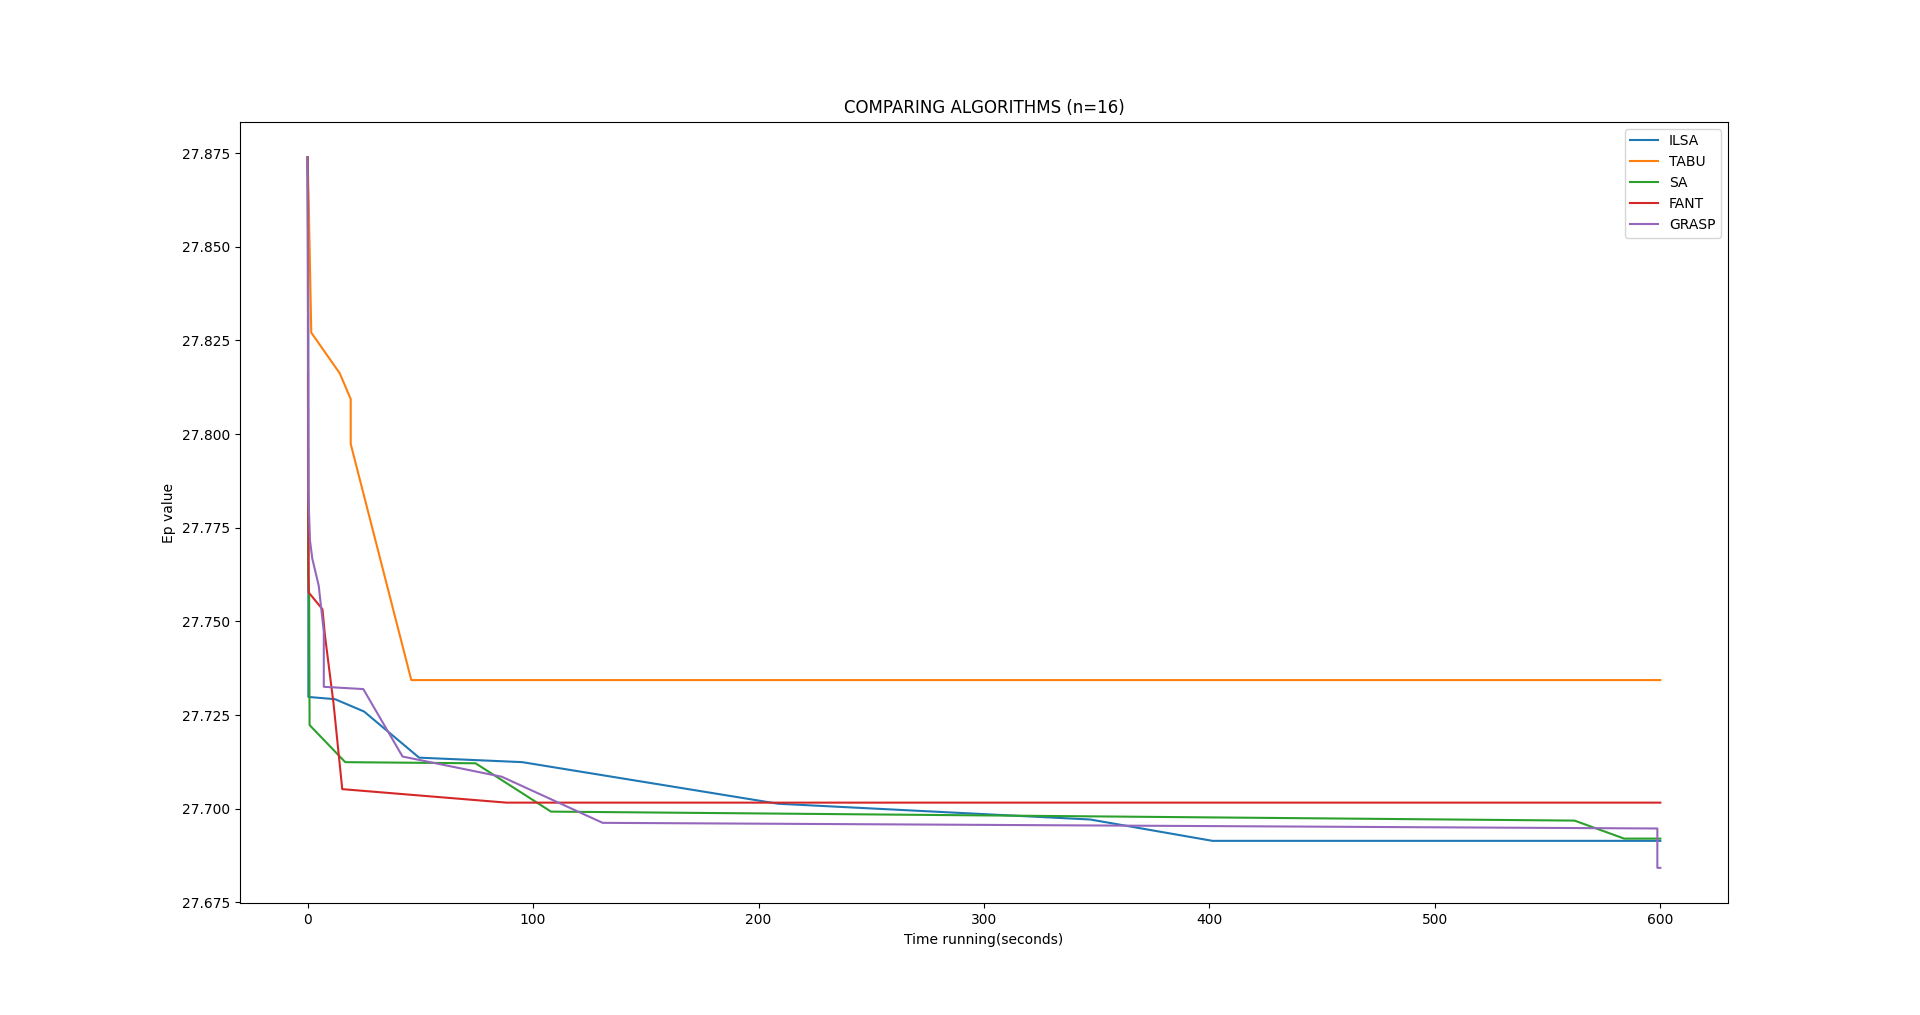 COMPARING ALGORITHMS (n=16)
ILSA
TABU
SA
FANT
GRASP
27.875
27.850
27.825
27.800
27.775
27.750
27.725
27.700
27.675
Ep value
0 100 200 300 400 500 600
Time running(seconds)